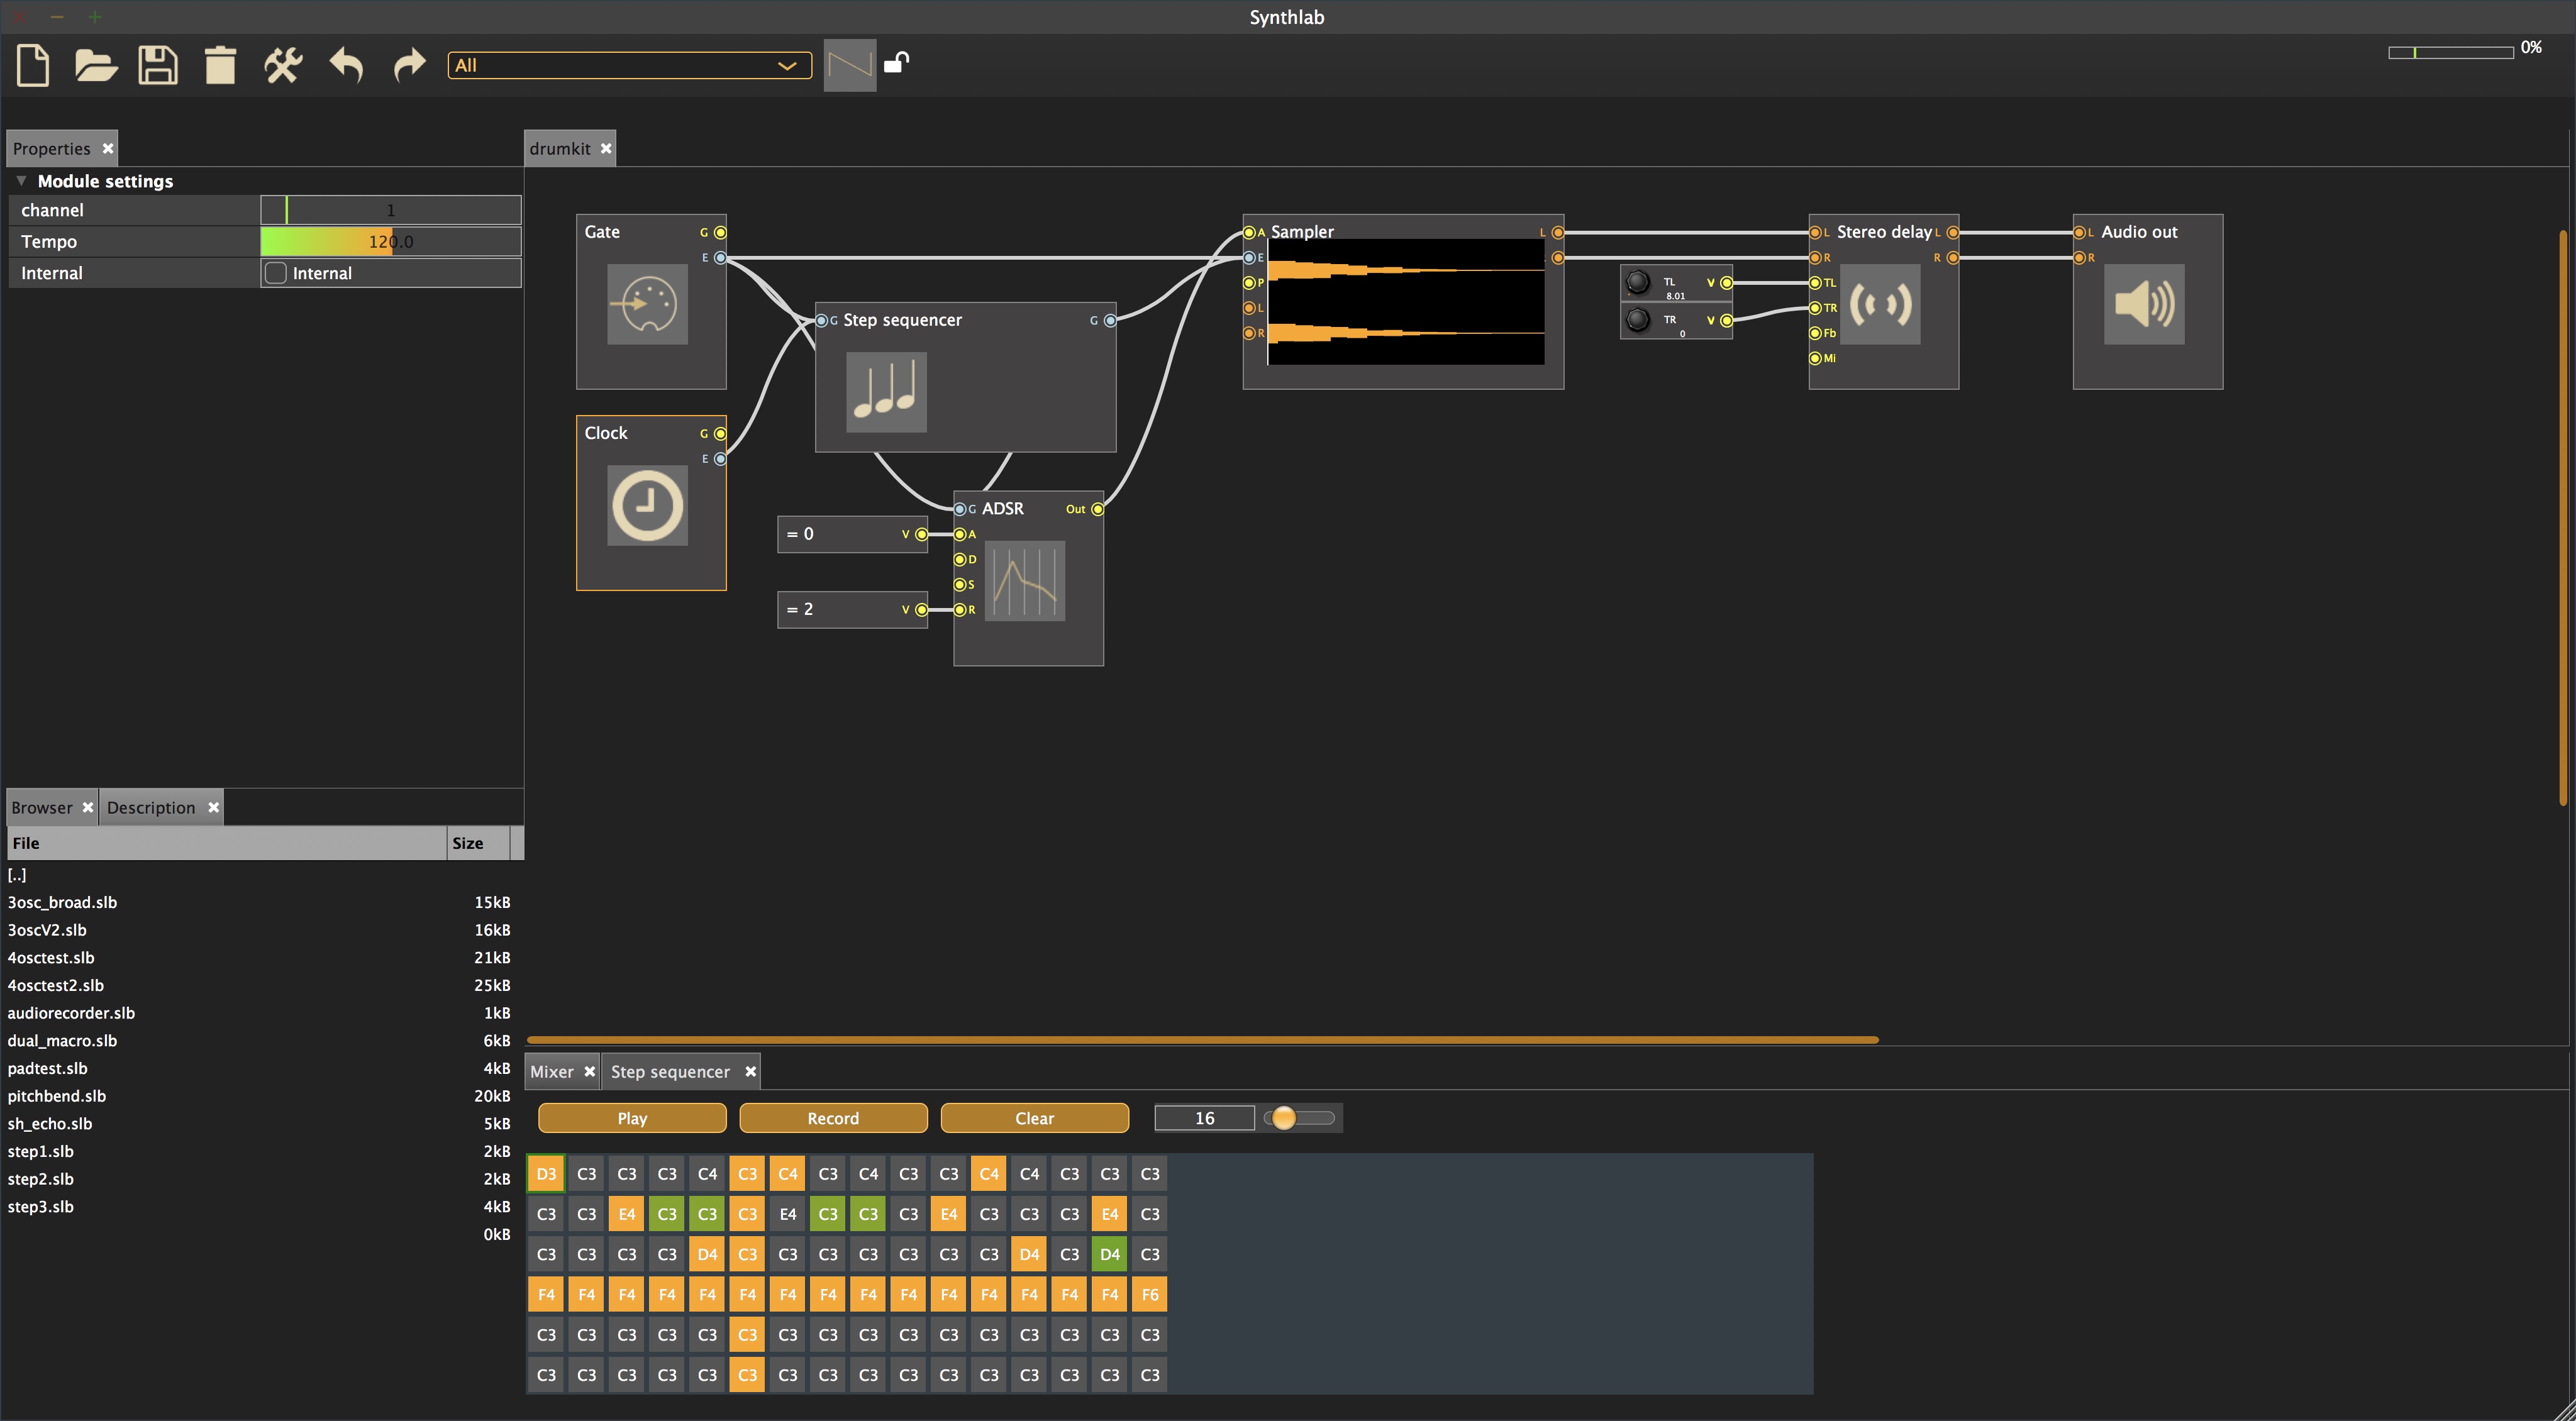 Synthlab
All
0%
Properties
Module settings
channel 1
Tempo 120.0
Internal Internal
drumkit
Gate G
E
Clock G
E
G Step sequencer G
= 0 V
= 2 V
G ADSR Out
A
D
S
R
A Sampler L
E
P
L
R
TL V
8.01
TR V
0
L Stereo delay L
R R
TL
TR
Fb
Mi
L Audio out
R
Browser
Description
File Size
[..]
3osc_broad.slb 15kB
3oscV2.slb 16kB
4osctest.slb 21kB
4osctest2.slb 25kB
audiorecorder.slb 1kB
dual_macro.slb 6kB
padtest.slb 4kB
pitchbend.slb 20kB
sh_echo.slb 5kB
step1.slb 2kB
step2.slb 2kB
step3.slb 4kB
0kB
Mixer
Step sequencer
Play Record Clear 16
D3 C3 C3 C3 C4 C3 C4 C3 C4 C3 C3 C4 C4 C3 C3 C3
C3 C3 E4 C3 C3 C3 E4 C3 C3 C3 E4 C3 C3 C3 E4 C3
C3 C3 C3 C3 D4 C3 C3 C3 C3 C3 C3 C3 D4 C3 D4 C3
F4 F4 F4 F4 F4 F4 F4 F4 F4 F4 F4 F4 F4 F4 F4 F6
C3 C3 C3 C3 C3 C3 C3 C3 C3 C3 C3 C3 C3 C3 C3 C3
C3 C3 C3 C3 C3 C3 C3 C3 C3 C3 C3 C3 C3 C3 C3 C3